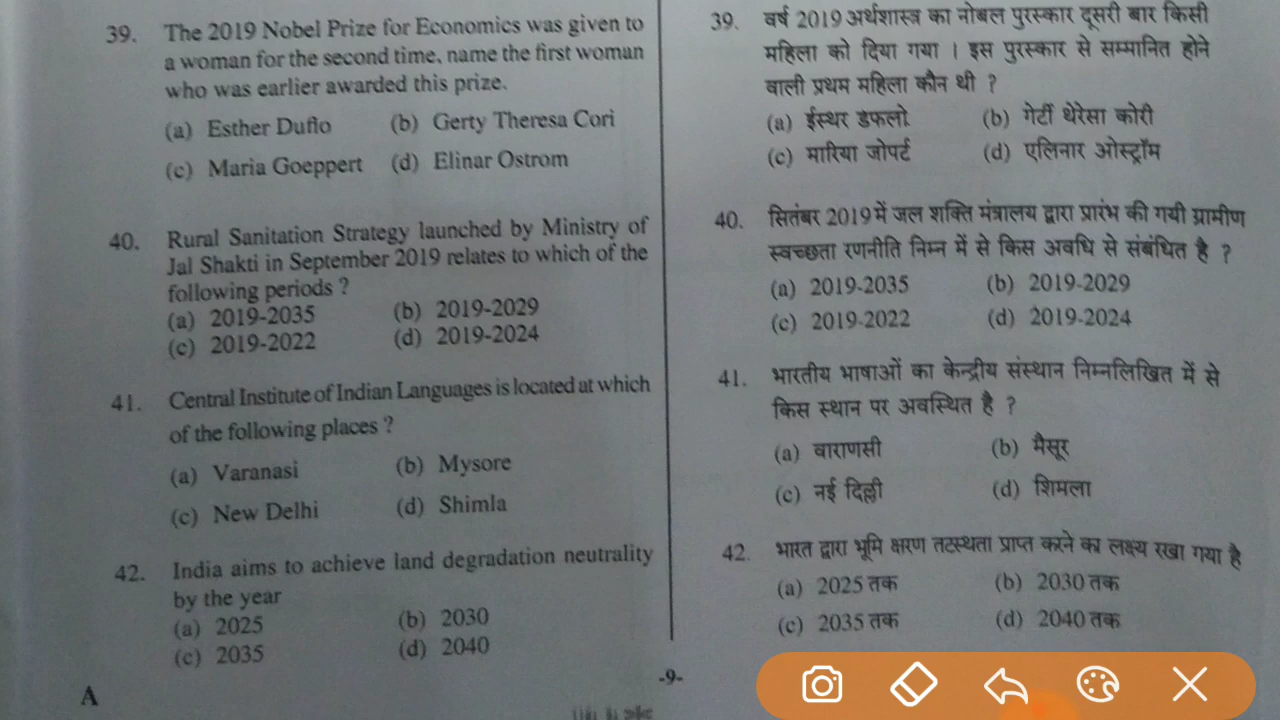 39. The 2019 Nobel Prize for Economics was given to
a woman for the second time, name the first woman
who was earlier awarded this prize.
(a) Esther Duflo (b) Gerty Theresa Cori
(c) Maria Goeppert (d) Elinar Ostrom
40. Rural Sanitation Strategy launched by Ministry of
Jal Shakti in September 2019 relates to which of the
following periods ?
(a) 2019-2035 (b) 2019-2029
(c) 2019-2022 (d) 2019-2024
41. Central Institute of Indian Languages is located at which
of the following places ?
(a) Varanasi (b) Mysore
(c) New Delhi (d) Shimla
42. India aims to achieve land degradation neutrality
by the year
(a) 2025 (b) 2030
(c) 2035 (d) 2040
39. वर्ष 2019 अर्थशास्त्र का नोबल पुरस्कार दूसरी बार किसी
महिला को दिया गया । इस पुरस्कार से सम्मानित होने
वाली प्रथम महिला कौन थी ?
(a) ईस्थर डफलो (b) गेर्टी थेरेसा कोरी
(c) मारिया जोपर्ट (d) एलिनार ओस्ट्रॉम
40. सितंबर 2019 में जल शक्ति मंत्रालय द्वारा प्रारंभ की गयी ग्रामीण
स्वच्छता रणनीति निम्न में से किस अवधि से संबंधित है ?
(a) 2019-2035 (b) 2019-2029
(c) 2019-2022 (d) 2019-2024
41. भारतीय भाषाओं का केन्द्रीय संस्थान निम्नलिखित में से
किस स्थान पर अवस्थित है ?
(a) वाराणसी (b) मैसूर
(c) नई दिल्ली (d) शिमला
42. भारत द्वारा भूमि क्षरण तटस्थता प्राप्त करने का लक्ष्य रखा गया है
(a) 2025 तक (b) 2030 तक
(c) 2035 तक (d) 2040 तक
A -9-